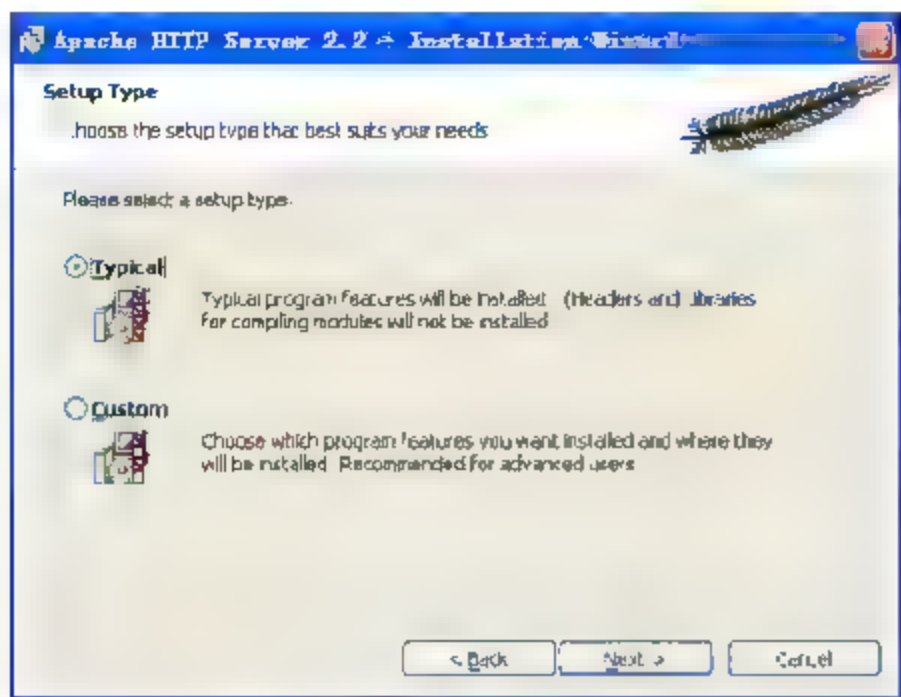 Apache HTTP Server 2.2 - Installation Wizard
Setup Type
hoose the setup type that best suits your needs
Please select a setup type.
Typical
Typical program features will be installed (Headers and libraries
for compiling modules will not be installed
Custom
Choose which program features you want installed and where they
will be installed Recommended for advanced users
< Back
Next >
Cancel